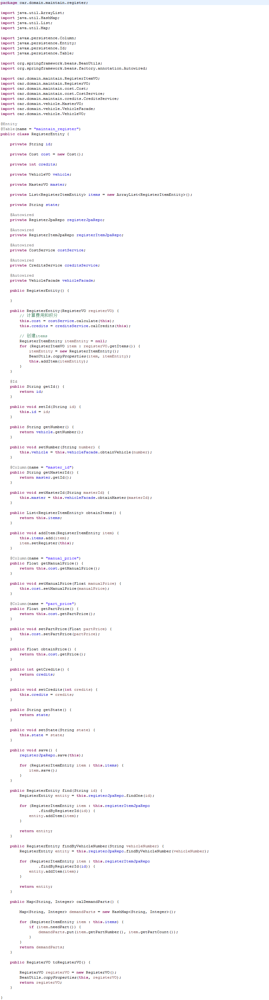 package car.domain.maintain.register;
import java.util.ArrayList;
import java.util.HashMap;
import java.util.List;
import java.util.Map;
import javax.persistence.Column;
import javax.persistence.Entity;
import javax.persistence.Id;
import javax.persistence.Table;
import org.springframework.beans.BeanUtils;
import org.springframework.beans.factory.annotation.Autowired;
import car.domain.maintain.RegisterItemVO;
import car.domain.maintain.RegisterVO;
import car.domain.maintain.cost.Cost;
import car.domain.maintain.cost.CostService;
import car.domain.maintain.credits.CreditsService;
import car.domain.vehicle.MasterVO;
import car.domain.vehicle.VehicleFacade;
import car.domain.vehicle.VehicleVO;
@Entity
@Table(name = "maintain_register")
public class RegisterEntity {
    private String id;
    private Cost cost = new Cost();
    private int credits;
    private VehicleVO vehicle;
    private MasterVO master;
    private List<RegisterItemEntity> items = new ArrayList<RegisterItemEntity>();
    private String state;
    @Autowired
    private RegisterJpaRepo registerJpaRepo;
    @Autowired
    private RegisterItemJpaRepo registerItemJpaRepo;
    @Autowired
    private CostService costService;
    @Autowired
    private CreditsService creditsService;
    @Autowired
    private VehicleFacade vehicleFacade;
    public RegisterEntity() {
    }
    public RegisterEntity(RegisterVO registerVO) {
        // 计算费用和积分
        this.cost = costService.calculate(this);
        this.credits = creditsService.calCredits(this);
        // 创建items
        RegisterItemEntity itemEntity = null;
        for (RegisterItemVO item : registerVO.getItems()) {
            itemEntity = new RegisterItemEntity();
            BeanUtils.copyProperties(item, itemEntity);
            this.addItem(itemEntity);
        }
    }
    @Id
    public String getId() {
        return id;
    }
    public void setId(String id) {
        this.id = id;
    }
    public String getNumber() {
        return vehicle.getNumber();
    }
    public void setNumber(String number) {
        this.vehicle = this.vehicleFacade.obtainVehicle(number);
    }
    @Column(name = "master_id")
    public String getMasterId() {
        return master.getId();
    }
    public void setMasterId(String masterId) {
        this.master = this.vehicleFacade.obtainMaster(masterId);
    }
    public List<RegisterItemEntity> obtainItems() {
        return this.items;
    }
    public void addItem(RegisterItemEntity item) {
        this.items.add(item);
        item.setRegister(this);
    }
    @Column(name = "manual_price")
    public Float getManualPrice() {
        return this.cost.getManualPrice();
    }
    public void setManualPrice(Float manualPrice) {
        this.cost.setManualPrice(manualPrice);
    }
    @Column(name = "part_price")
    public Float getPartPrice() {
        return this.cost.getPartPrice();
    }
    public void setPartPrice(Float partPrice) {
        this.cost.setPartPrice(partPrice);
    }
    public Float obtainPrice() {
        return this.cost.getPrice();
    }
    public int getCredits() {
        return credits;
    }
    public void setCredits(int credits) {
        this.credits = credits;
    }
    public String getState() {
        return state;
    }
    public void setState(String state) {
        this.state = state;
    }
    public void save() {
        registerJpaRepo.save(this);
        for (RegisterItemEntity item : this.items) {
            item.save();
        }
    }
    public RegisterEntity find(String id) {
        RegisterEntity entity = this.registerJpaRepo.findOne(id);
        for (RegisterItemEntity item : this.registerItemJpaRepo
                .findByRegisterId(id)) {
            entity.addItem(item);
        }
        return entity;
    }
    public RegisterEntity findByVehicleNumber(String vehicleNumber) {
        RegisterEntity entity = this.registerJpaRepo.findByVehicleNumber(vehicleNumber);
        for (RegisterItemEntity item : this.registerItemJpaRepo
                .findByRegisterId(id)) {
            entity.addItem(item);
        }
        return entity;
    }
    public Map<String, Integer> calDemandParts() {
        Map<String, Integer> demandParts = new HashMap<String, Integer>();
        for (RegisterItemEntity item : this.items) {
            if (item.needPart()) {
                demandParts.put(item.getPartNumber(), item.getPartCount());
            }
        }
        return demandParts;
    }
    public RegisterVO toRegisterVO() {
        RegisterVO registerVO = new RegisterVO();
        BeanUtils.copyProperties(this, registerVO);
        return registerVO;
    }
}